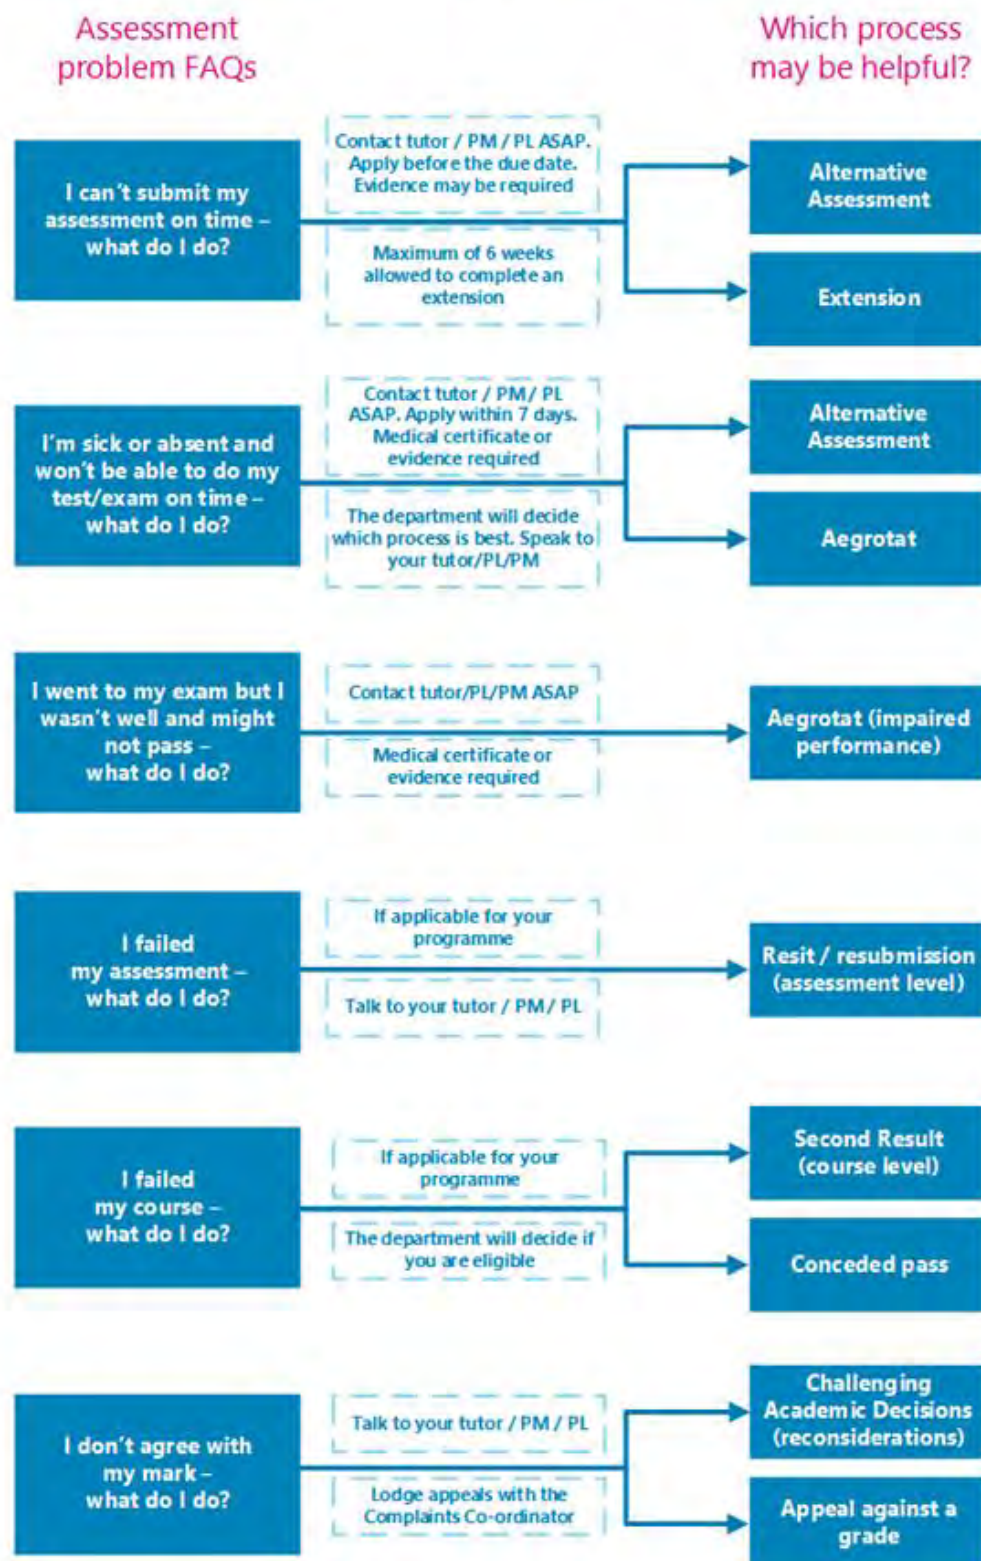 Assessment
problem FAQs
Which process
may be helpful?
I can't submit my
assessment on time –
what do I do?
Contact tutor / PM / PL ASAP.
Apply before the due date.
Evidence may be required
Maximum of 6 weeks
allowed to complete an
extension
Alternative
Assessment
Extension
I'm sick or absent and
won't be able to do my
test/exam on time –
what do I do?
Contact tutor / PM / PL
ASAP. Apply within 7 days.
Medical certificate or
evidence required
The department will decide
which process is best. Speak to
your tutor/PL/PM
Alternative
Assessment
Aegrotat
I went to my exam but I
wasn't well and might
not pass –
what do I do?
Contact tutor/PL/PM ASAP
Medical certificate or
evidence required
Aegrotat (impaired
performance)
I failed
my assessment –
what do I do?
If applicable for your
programme
Talk to your tutor / PM / PL
Resit / resubmission
(assessment level)
I failed
my course –
what do I do?
If applicable for your
programme
The department will decide if
you are eligible
Second Result
(course level)
Conceded pass
I don't agree with
my mark –
what do I do?
Talk to your tutor / PM / PL
Lodge appeals with the
Complaints Co-ordinator
Challenging
Academic Decisions
(reconsiderations)
Appeal against a
grade